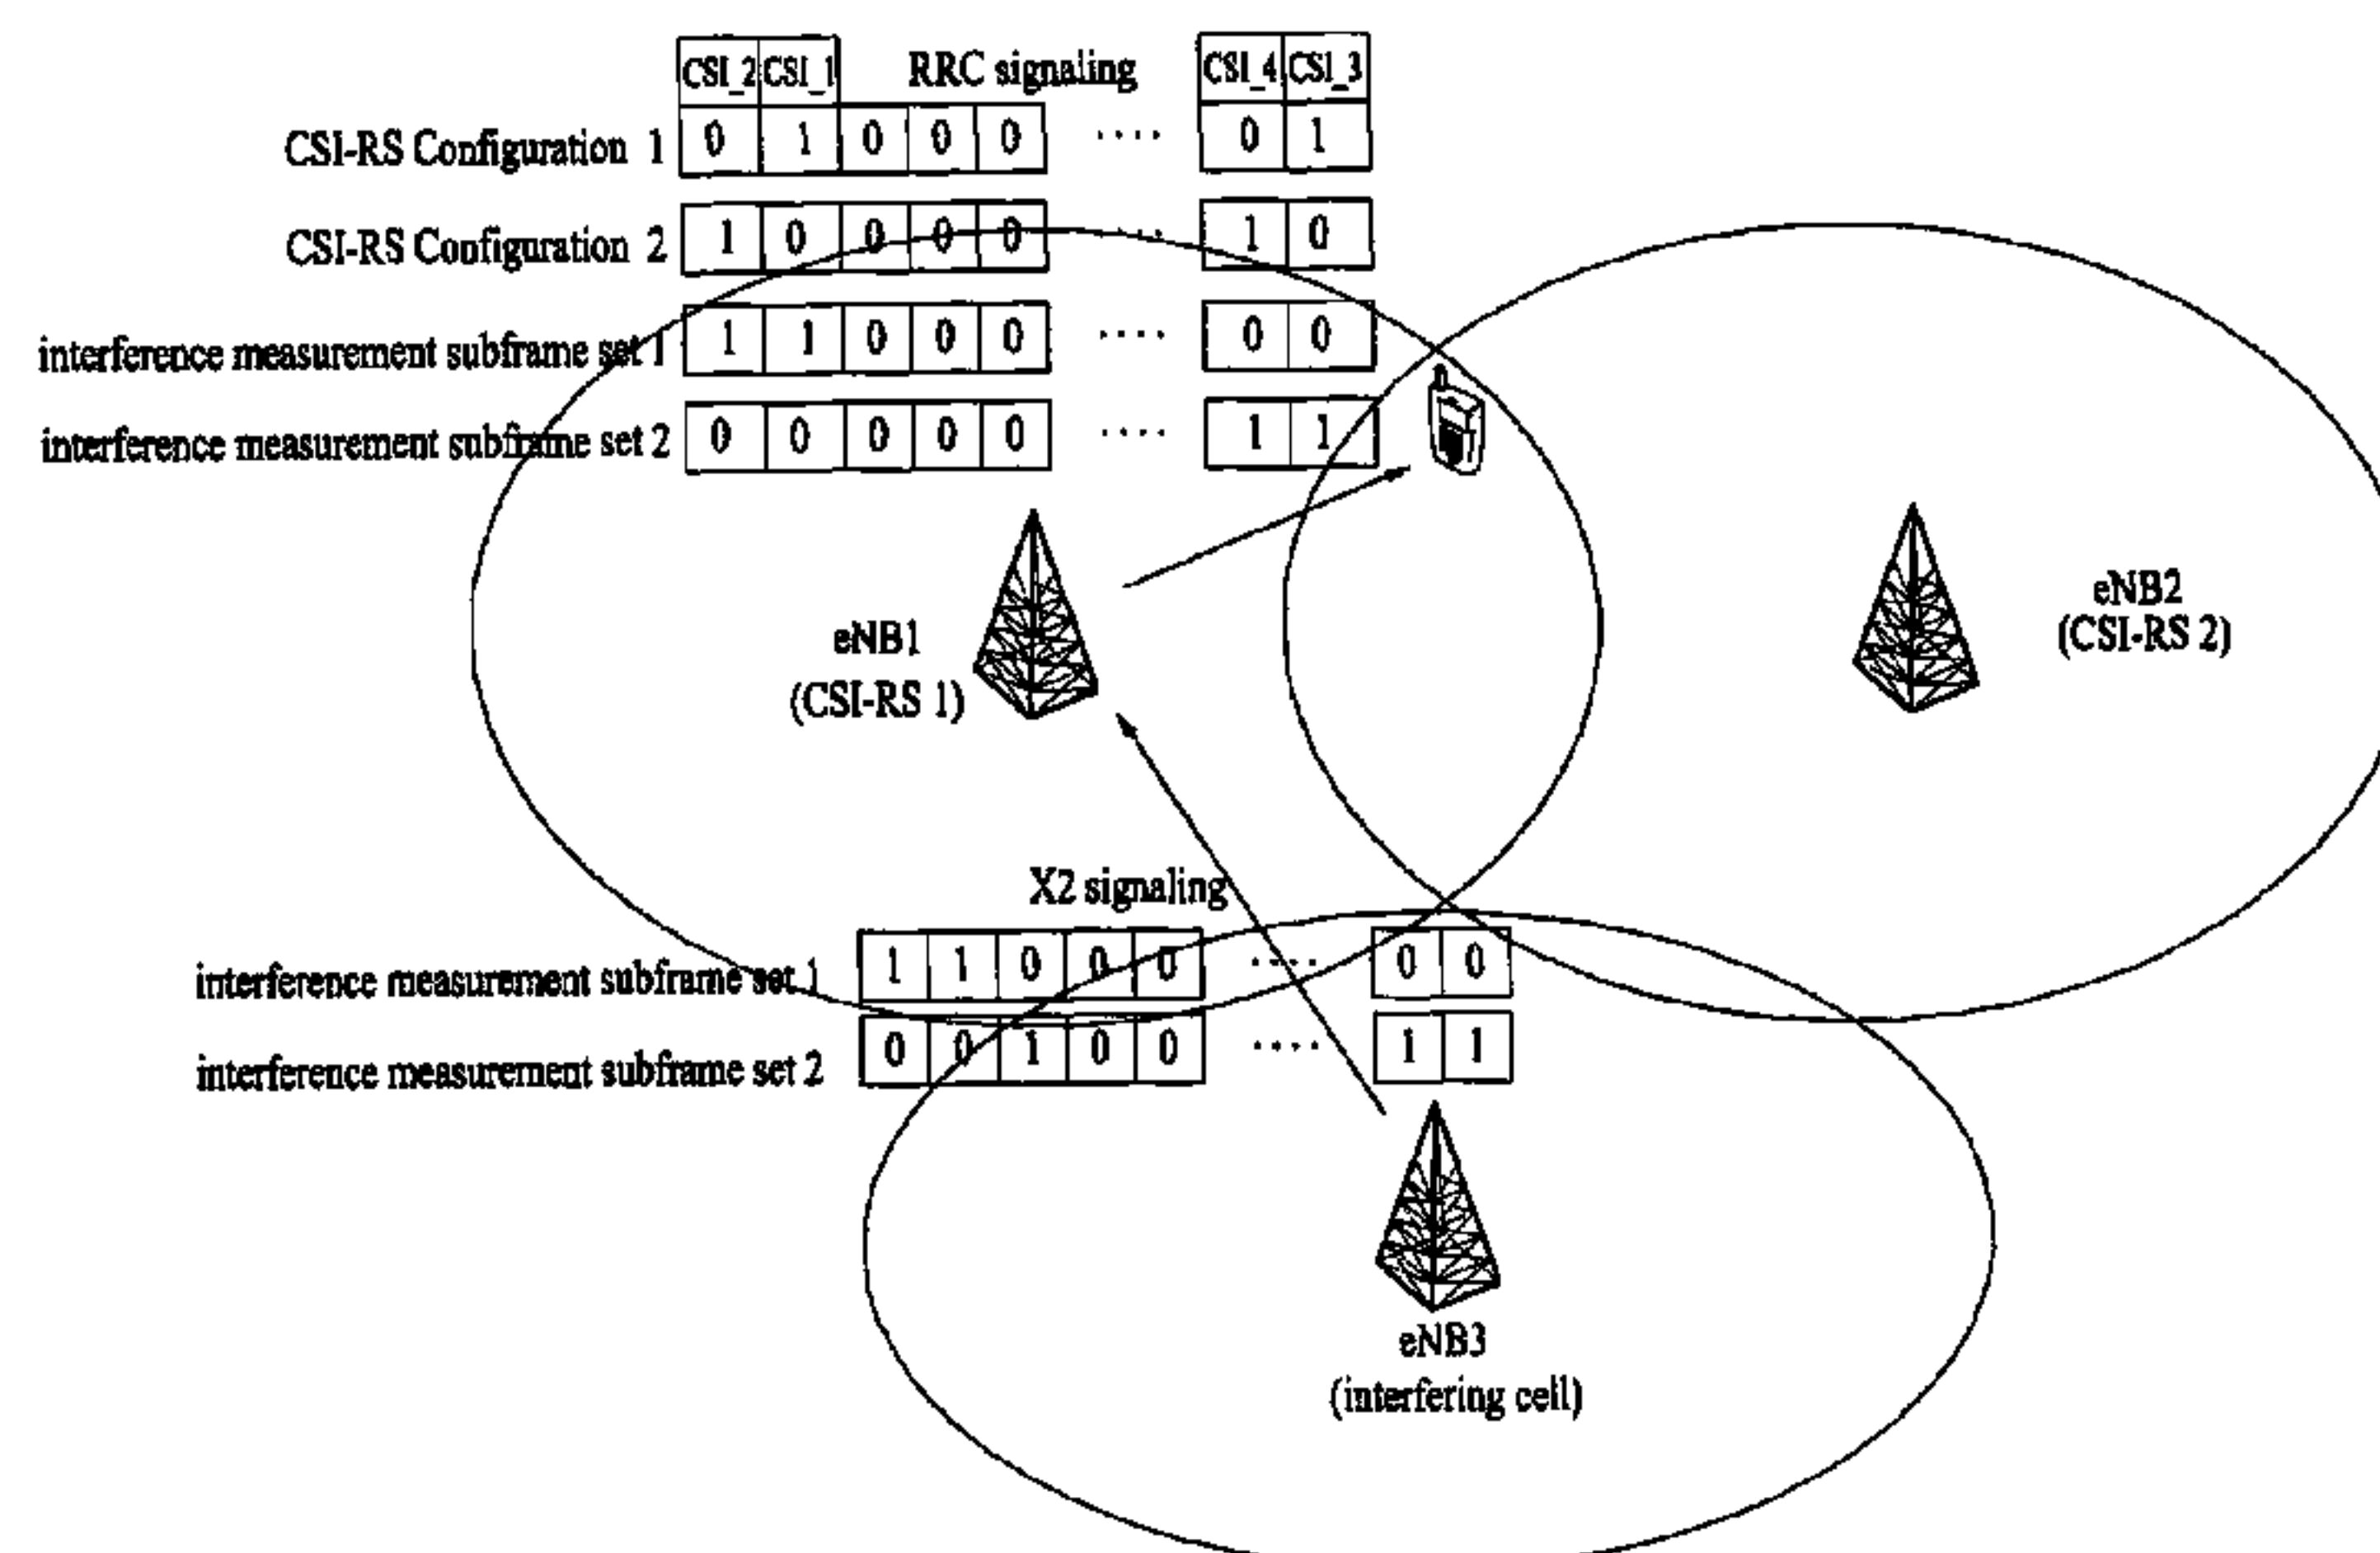 CSI_2 CSI_1 RRC signaling CSI_4 CSI_3
CSI-RS Configuration 1 0 1 0 0 0 .... 0 1
CSI-RS Configuration 2 1 0 0 0 0 .... 1 0
interference measurement subframe set 1 1 1 0 0 0 .... 0 0
interference measurement subframe set 2 0 0 0 0 0 .... 1 1
eNB1
(CSI-RS 1)
eNB2
(CSI-RS 2)
X2 signaling
interference measurement subframe set 1 1 1 0 0 0 .... 0 0
interference measurement subframe set 2 0 0 1 0 0 .... 1 1
eNB3
(interfering cell)